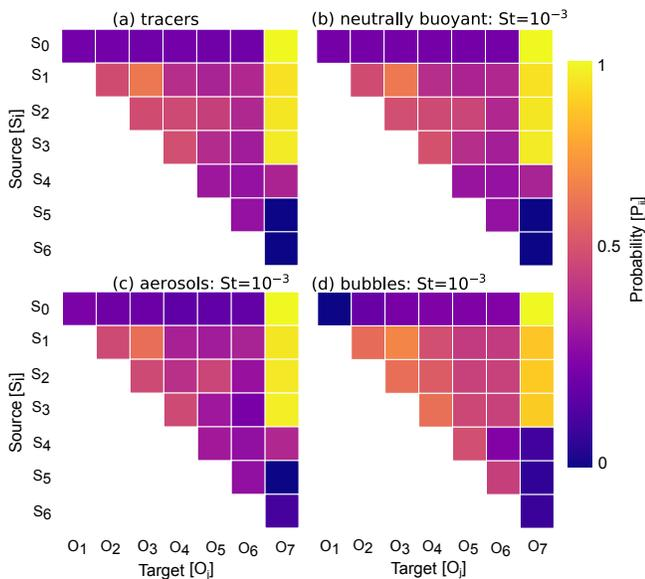 (a) tracers
(b) neutrally buoyant: St=10⁻³
S₀
S₁
S₂
S₃
S₄
S₅
S₆
Source [Sᵢ]
1
0.5
0
Probability [Pᵢⱼ]
(c) aerosols: St=10⁻³
(d) bubbles: St=10⁻³
S₀
S₁
S₂
S₃
S₄
S₅
S₆
Source [Sᵢ]
O₁ O₂ O₃ O₄ O₅ O₆ O₇
O₁ O₂ O₃ O₄ O₅ O₆ O₇
Target [Oⱼ]
Target [Oⱼ]